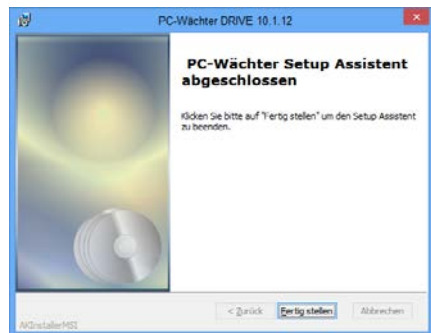 PC-Wächter DRIVE 10.1.12
PC-Wächter Setup Assistent
abgeschlossen
Klicken Sie bitte auf "Fertig stellen" um den Setup Assistent
zu beenden.
< Zurück Fertig stellen Abbrechen
AKInstallerMSI